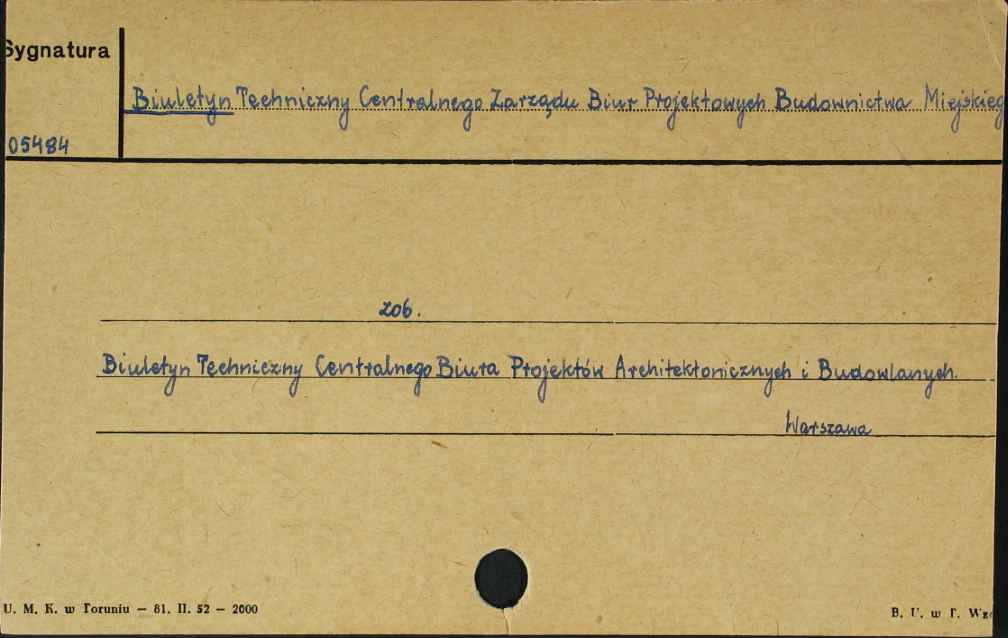 Sygnatura
Biuletyn Techniczny Centralnego Zarządu Biur Projektowych Budownictwa Miejskieg
05484
zob.
Biuletyn Techniczny Centralnego Biura Projektów Architektonicznych i Budowlanych.
Warszawa
U. M. K. w Toruniu — 81. II. 52 — 2000
B. U. w T. Wz